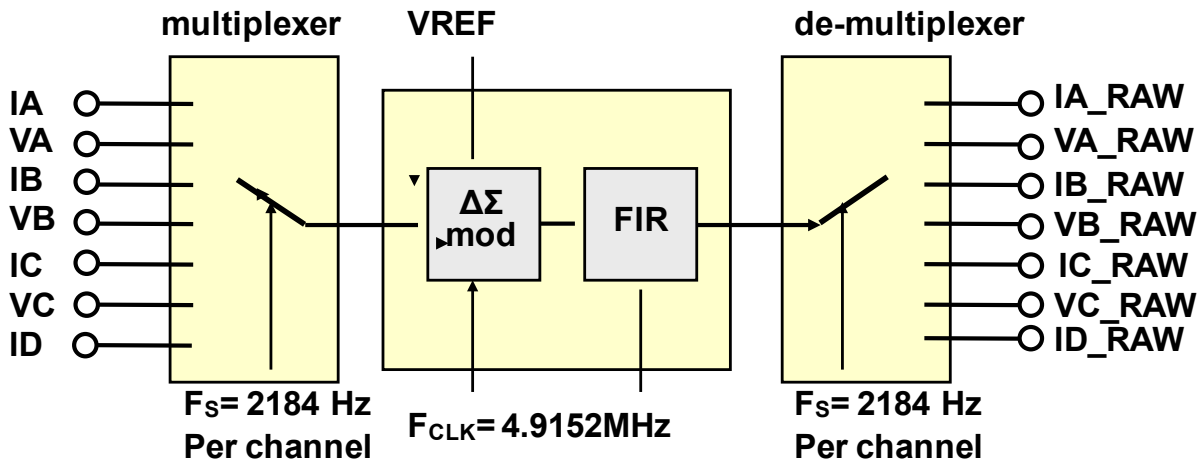 multiplexer
VREF
de-multiplexer
IA
VA
IB
VB
IC
VC
ID
ΔΣ
mod
FIR
IA_RAW
VA_RAW
IB_RAW
VB_RAW
IC_RAW
VC_RAW
ID_RAW
FS= 2184 Hz
Per channel
FCLK= 4.9152MHz
FS= 2184 Hz
Per channel